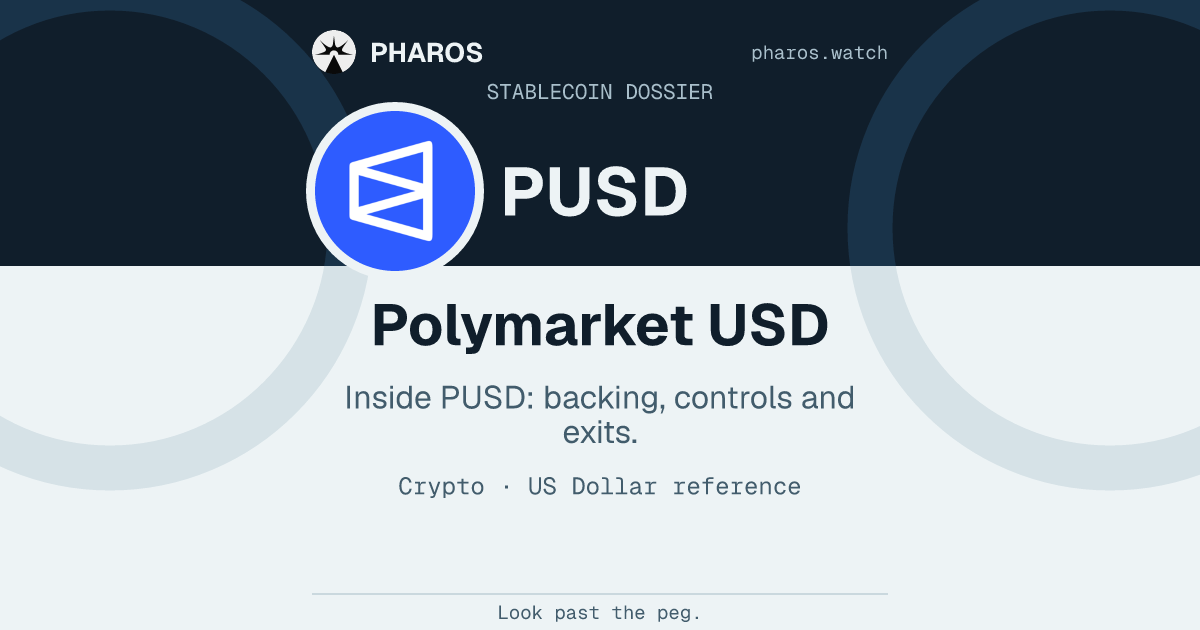 PHAROS
pharos.watch
STABLECOIN DOSSIER
PUSD
Polymarket USD
Inside PUSD: backing, controls and
exits.
Crypto · US Dollar reference
Look past the peg.